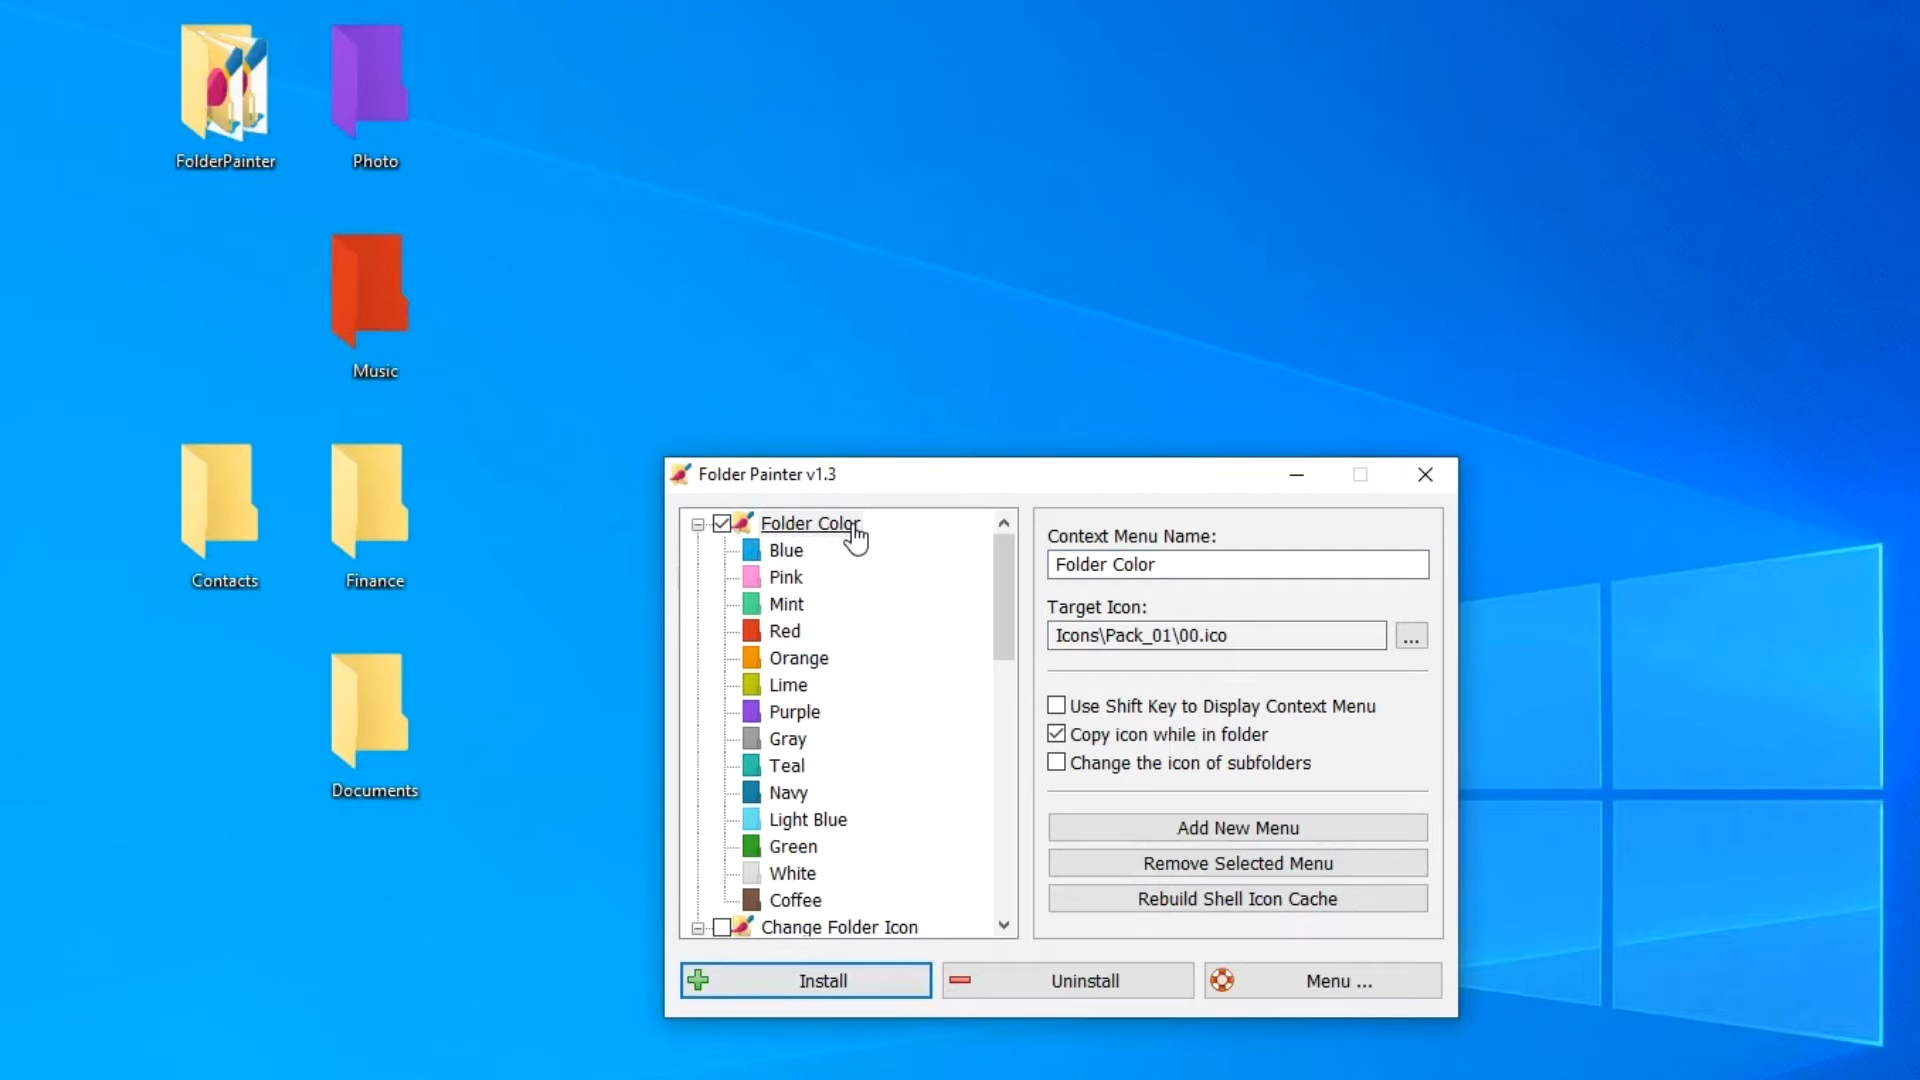 FolderPainter
Photo
Music
Contacts
Finance
Documents
Folder Painter v1.3
Folder Color
Blue
Pink
Mint
Red
Orange
Lime
Purple
Gray
Teal
Navy
Light Blue
Green
White
Coffee
Change Folder Icon
Context Menu Name:
Folder Color
Target Icon:
Icons\Pack_01\00.ico
...
Use Shift Key to Display Context Menu
Copy icon while in folder
Change the icon of subfolders
Add New Menu
Remove Selected Menu
Rebuild Shell Icon Cache
Install
Uninstall
Menu ...